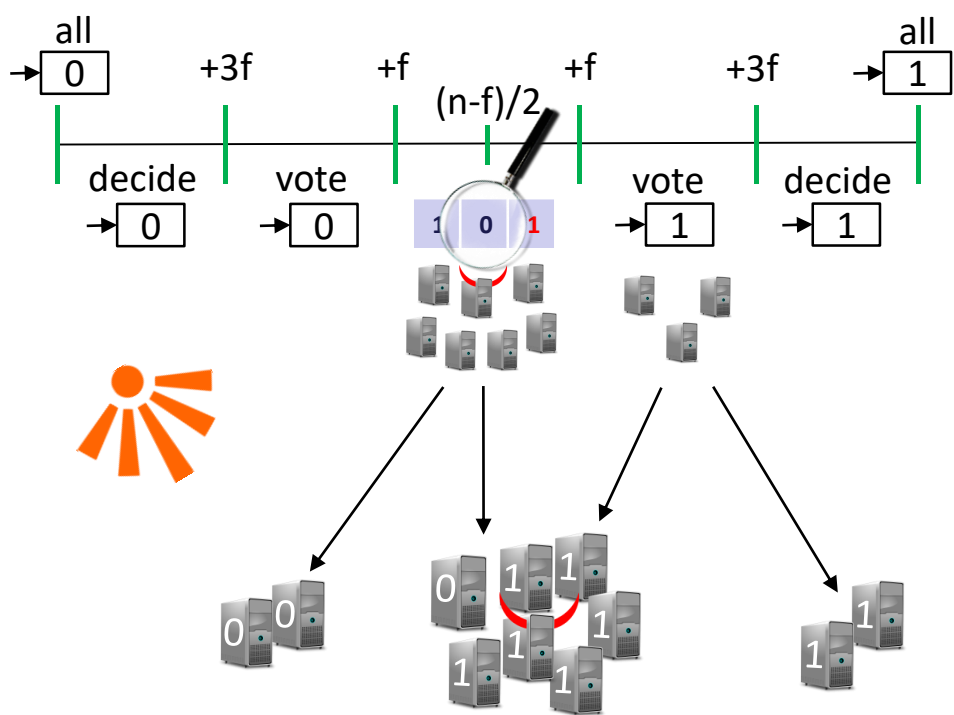 all all
0 +3f +f (n-f)/2 +f +3f 1
decide vote vote decide
0 0 1 0 1 1 1
0 0 0 1 1 1 1
1 1 1 1 1